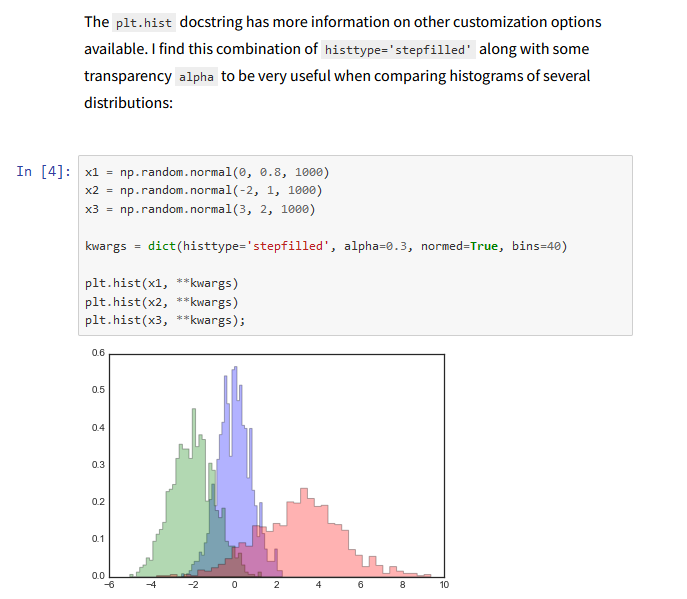 The plt.hist docstring has more information on other customization options
available. I find this combination of histtype='stepfilled' along with some
transparency alpha to be very useful when comparing histograms of several
distributions:
In [4]:
x1 = np.random.normal(0, 0.8, 1000)
x2 = np.random.normal(-2, 1, 1000)
x3 = np.random.normal(3, 2, 1000)
kwargs = dict(histtype='stepfilled', alpha=0.3, normed=True, bins=40)
plt.hist(x1, **kwargs)
plt.hist(x2, **kwargs)
plt.hist(x3, **kwargs);
0.6
0.5
0.4
0.3
0.2
0.1
0.0
−6 −4 −2 0 2 4 6 8 10